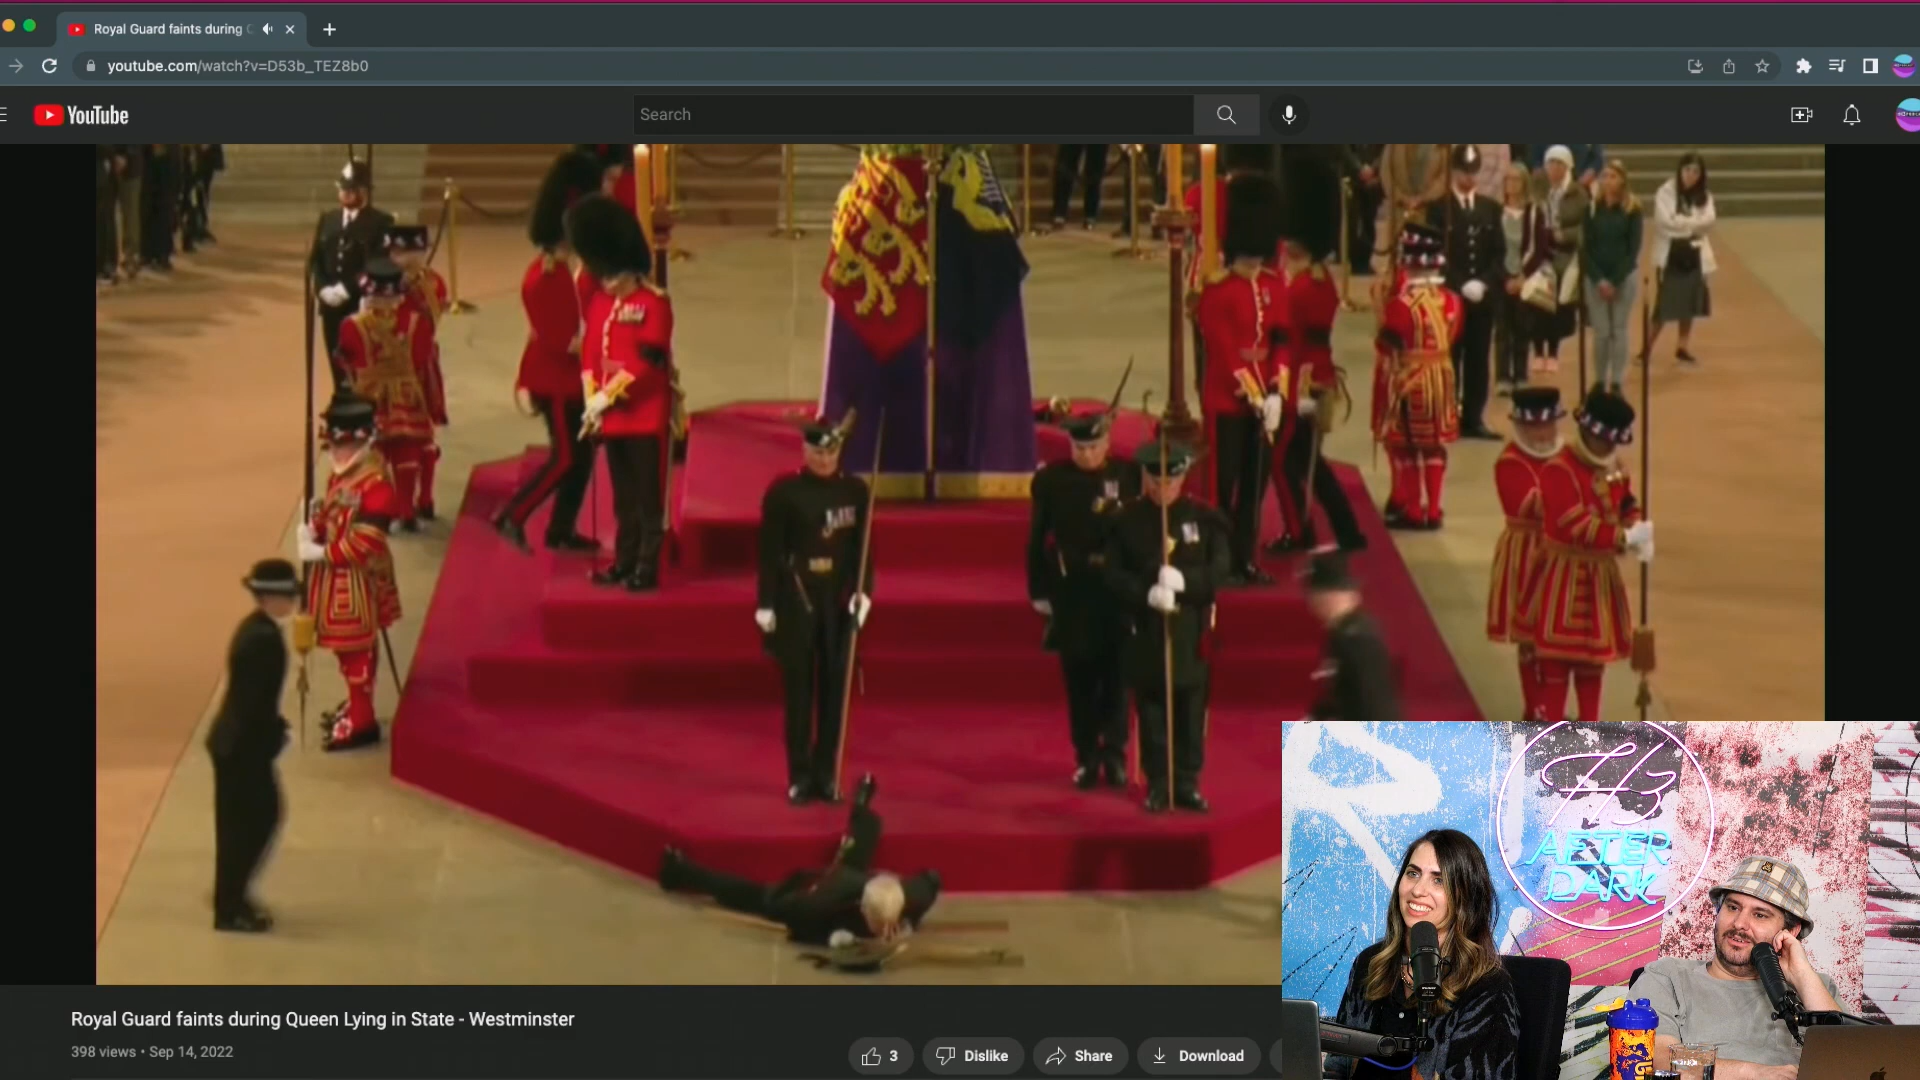 Royal Guard faints during
youtube.com/watch?v=D53b_TEZ8b0
YouTube
Search
H3
AFTER
DARK
Royal Guard faints during Queen Lying in State - Westminster
398 views • Sep 14, 2022
3
Dislike
Share
Download